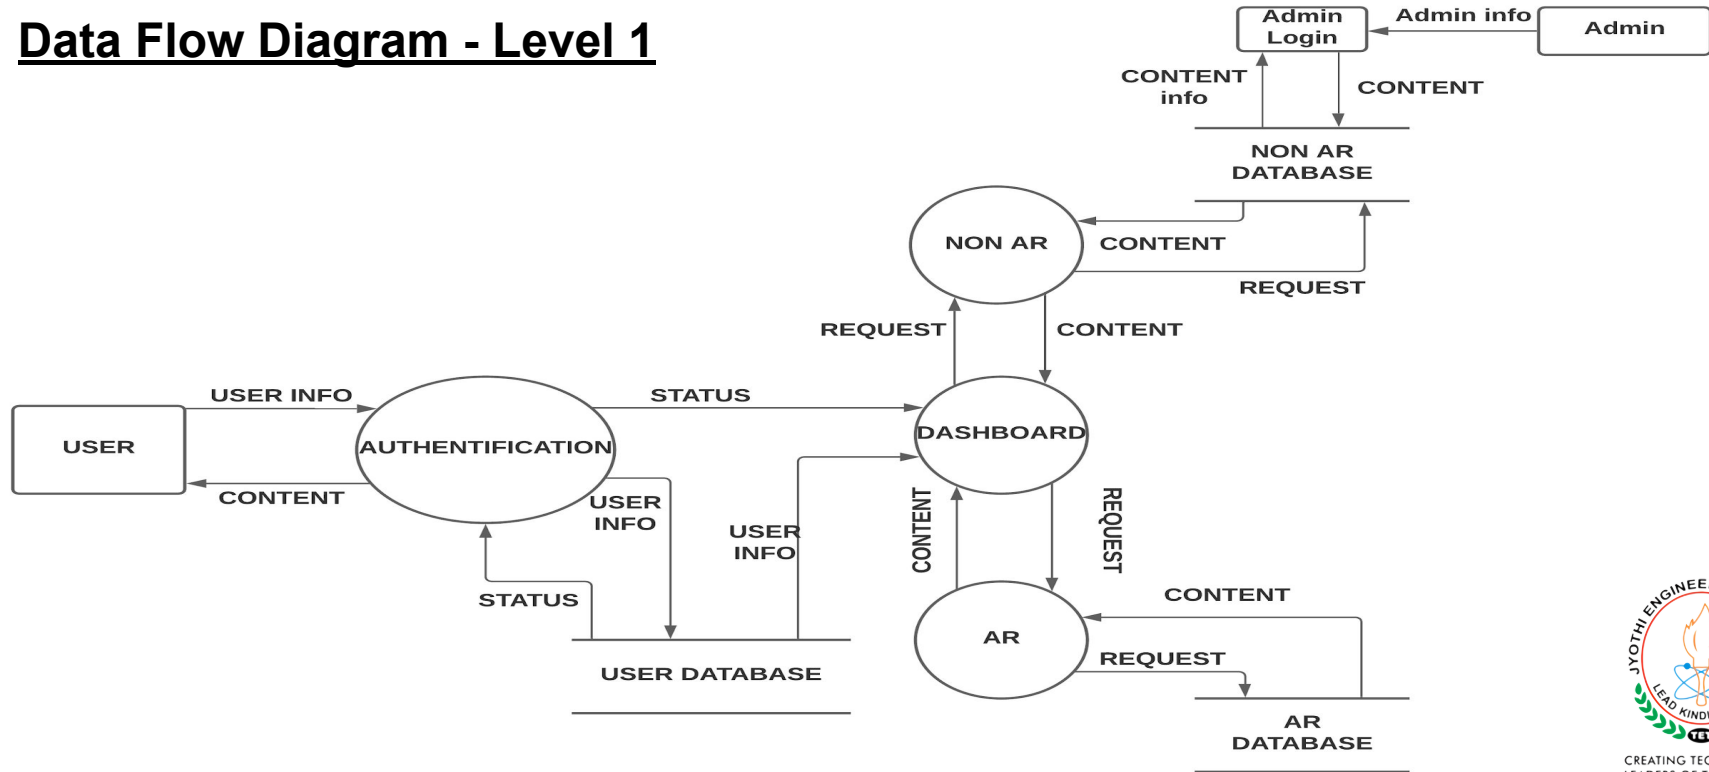 Data Flow Diagram - Level 1
Admin
Login
Admin info
Admin
CONTENT
info
CONTENT
NON AR
DATABASE
NON AR
CONTENT
REQUEST
REQUEST
CONTENT
USER INFO
STATUS
USER
AUTHENTIFICATION
DASHBOARD
CONTENT
USER
INFO
USER
INFO
CONTENT
REQUEST
STATUS
CONTENT
AR
REQUEST
USER DATABASE
AR
DATABASE
JYOTHI ENGINEE
LEAD KIND
CREATING TEC